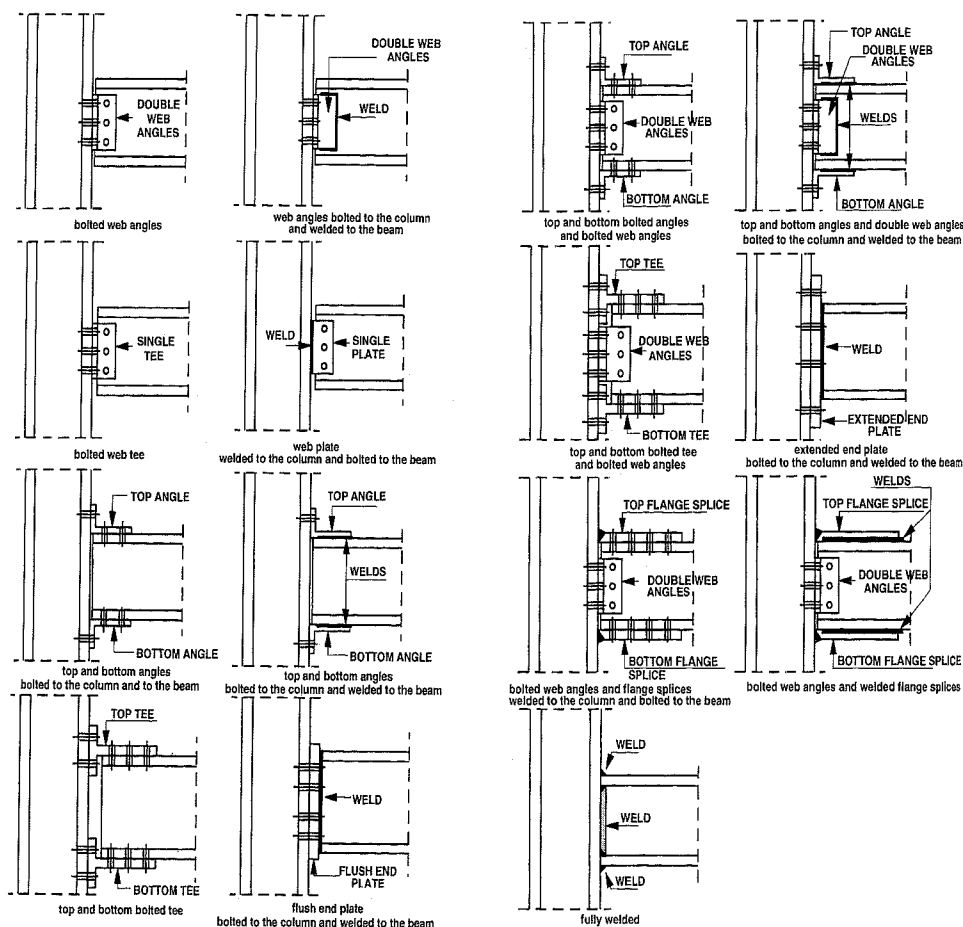 DOUBLE
WEB
ANGLES
bolted web angles
DOUBLE WEB
ANGLES
WELD
web angles bolted to the column
and welded to the beam
TOP ANGLE
DOUBLE WEB
ANGLES
BOTTOM ANGLE
top and bottom bolted angles
and bolted web angles
TOP ANGLE
DOUBLE WEB
ANGLES
WELDS
BOTTOM ANGLE
top and bottom angles and double web angles
bolted to the column and welded to the beam
SINGLE
TEE
bolted web tee
WELD
SINGLE
PLATE
web plate
welded to the column and bolted to the beam
TOP TEE
DOUBLE WEB
ANGLES
BOTTOM TEE
top and bottom bolted tee
and bolted web angles
WELD
EXTENDED END
PLATE
extended end plate
bolted to the column and welded to the beam
TOP ANGLE
BOTTOM ANGLE
top and bottom angles
bolted to the column and to the beam
TOP ANGLE
WELDS
BOTTOM ANGLE
top and bottom angles
bolted to the column and welded to the beam
TOP FLANGE SPLICE
DOUBLE WEB
ANGLES
BOTTOM FLANGE
SPLICE
bolted web angles and flange splices
welded to the column and bolted to the beam
WELDS
TOP FLANGE SPLICE
DOUBLE WEB
ANGLES
BOTTOM FLANGE SPLICE
bolted web angles and welded flange splices
TOP TEE
BOTTOM TEE
top and bottom bolted tee
WELD
FLUSH END
PLATE
flush end plate
bolted to the column and welded to the beam
WELD
WELD
WELD
fully welded